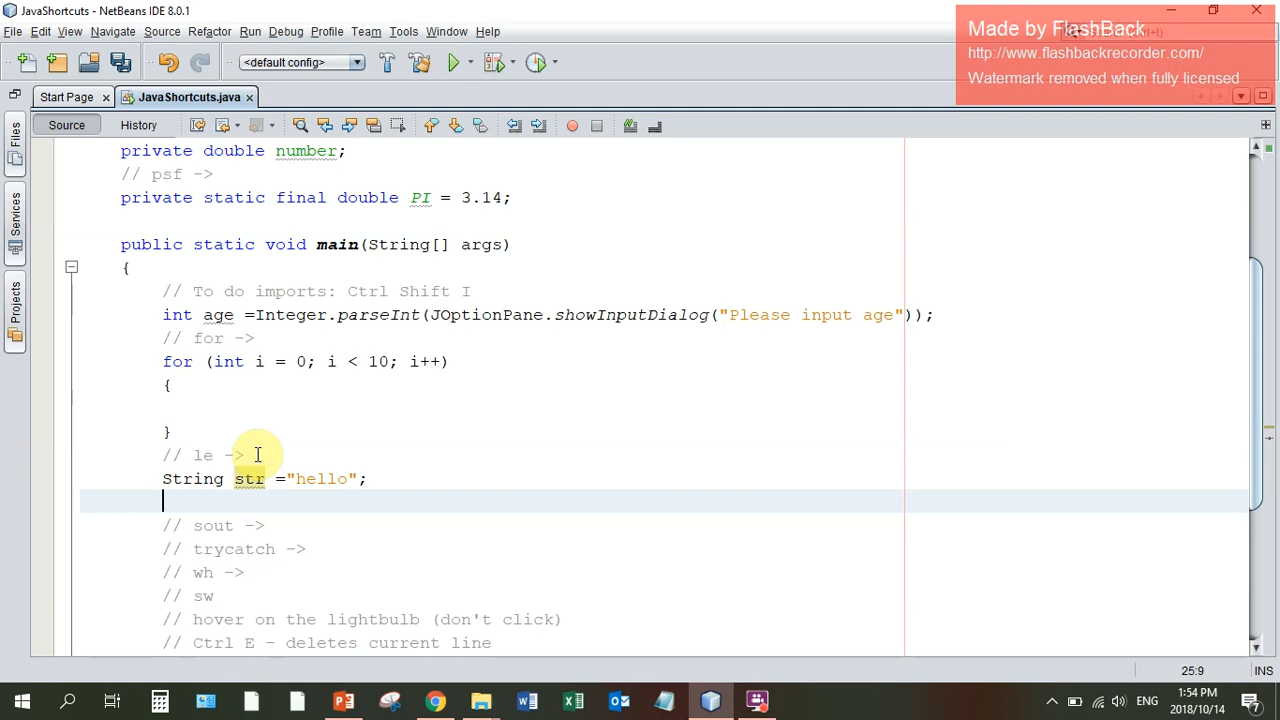 JavaShortcuts - NetBeans IDE 8.0.1
File Edit View Navigate Source Refactor Run Debug Profile Team Tools Window Help
Made by FlashBack
http://www.flashbackrecorder.com/
Watermark removed when fully licensed
<default config>
Start Page JavaShortcuts.java
Source History
Files
Services
Projects
private double number;
// psf ->
private static final double PI = 3.14;
public static void main(String[] args)
{
// To do imports: Ctrl Shift I
int age =Integer.parseInt(JOptionPane.showInputDialog("Please input age"));
// for ->
for (int i = 0; i < 10; i++)
{
}
// le ->
String str ="hello";
// sout ->
// trycatch ->
// wh ->
// sw
// hover on the lightbulb (don't click)
// Ctrl E - deletes current line
25:9 INS
ENG
1:54 PM
2018/10/14
7